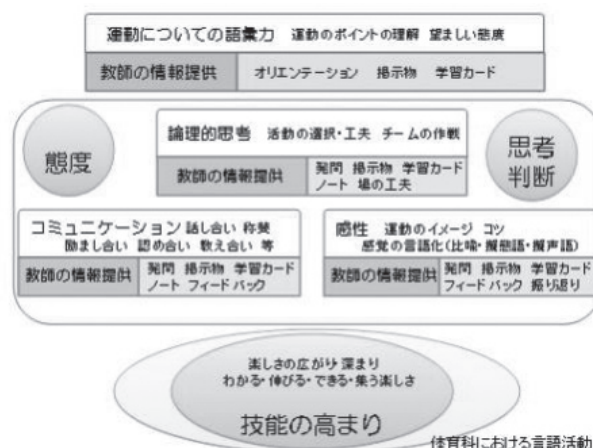 運動についての語彙力 運動のポイントの理解 望ましい態度
教師の情報提供 オリエンテーション 掲示物 学習カード
態度
論理的思考 活動の選択・工夫 チームの作戦
教師の情報提供 発問 掲示物 学習カード
ノート 場の工夫
思考
判断
コミュニケーション 話し合い 称賛
励まし合い 認め合い 教え合い 等
教師の情報提供 発問 掲示物 学習カード
ノート フィードバック
感性 運動のイメージ コツ
感覚の言語化(比喩・擬態語・擬声語)
教師の情報提供 発問 掲示物 学習カード
フィードバック 振り返り
楽しさの広がり・深まり
わかる・伸びる・できる・集う楽しさ
技能の高まり
体育科における言語活動